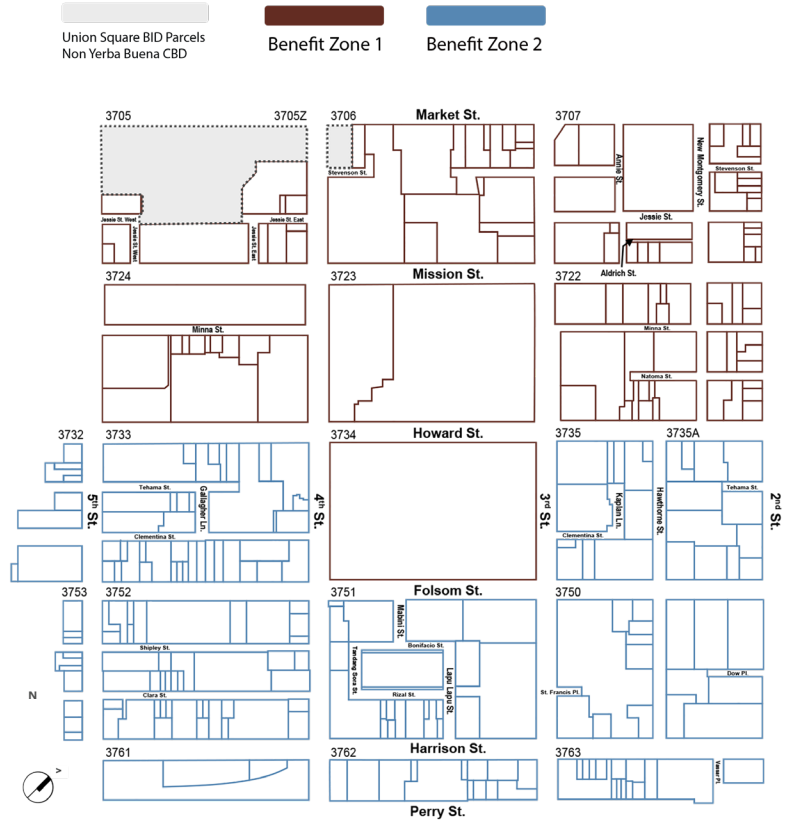 Union Square BID Parcels
Non Yerba Buena CBD
Benefit Zone 1
Benefit Zone 2
3705
3705Z
3706
Market St.
3707
Stevenson St.
Annie St.
New Montgomery St.
Stevenson St.
Jessie St. West
Jessie St. East
Jessie St. West
Jessie St. East
Jessie St.
Aldrich St.
3724
3723
Mission St.
3722
Minna St.
Minna St.
Natoma St.
3732
3733
3734
Howard St.
3735
3735A
5th St.
Tehama St.
Gallagher Ln.
4th St.
3rd St.
Kaplan Ln.
Hawthorne St.
Tehama St.
2nd St.
Clementina St.
Clementina St.
3753
3752
3751
Folsom St.
3750
Mabini St.
Shipley St.
Bonifacio St.
Tandang Sora St.
Lapu Lapu St.
Dow Pl.
N
Clara St.
Rizal St.
St. Francis Pl.
3761
3762
Harrison St.
3763
Vassar Pl.
Perry St.